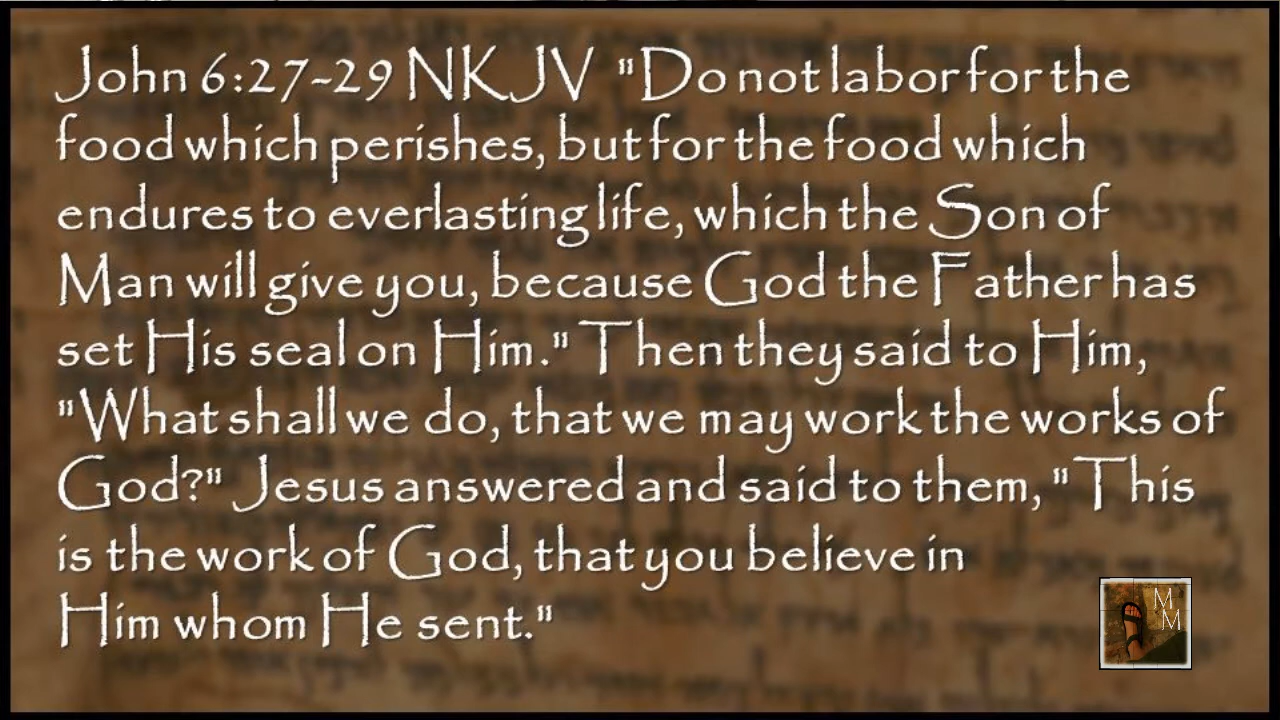 John 6:27-29 NKJV "Do not labor for the
food which perishes, but for the food which
endures to everlasting life, which the Son of
Man will give you, because God the Father has
set His seal on Him." Then they said to Him,
"What shall we do, that we may work the works of
God?" Jesus answered and said to them, "This
is the work of God, that you believe in
Him whom He sent."
M
M